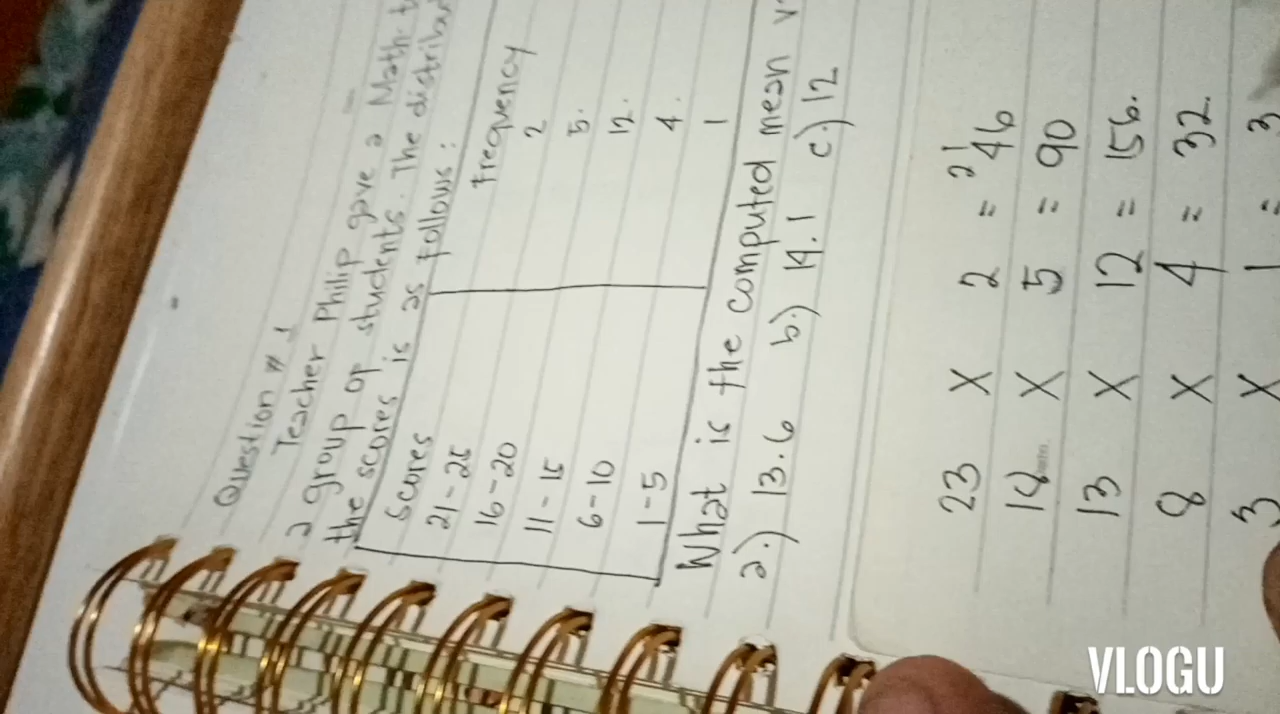 Question # 1
Teacher Philip gave a Math
a group of students. The
the scores is as follows:
Scores Frequency
21-25 2
16-20 5.
11-15 12.
6-10 4.
1-5 1
What is the computed mean
a.) 13.6 b.) 14.1 c.) 12
23 X 2 = 46
18 X 5 = 90
13 X 12 = 156.
8 X 4 = 32.
3 X 1 = 3
VLOGU